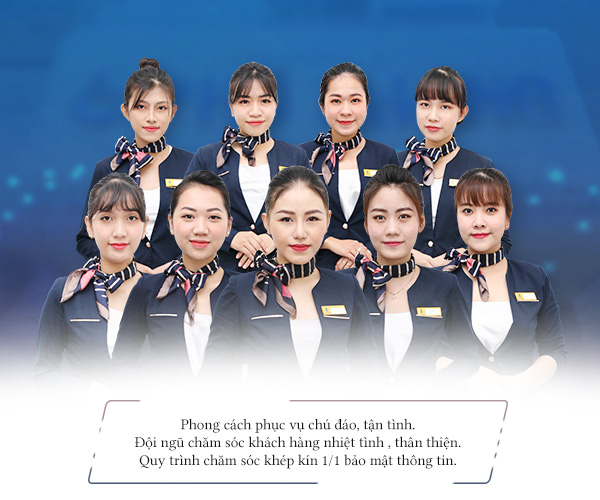 Phong cách phục vụ chú đáo, tận tình.
Đội ngũ chăm sóc khách hàng nhiệt tình , thân thiện.
Quy trình chăm sóc khép kín 1/1 bảo mật thông tin.